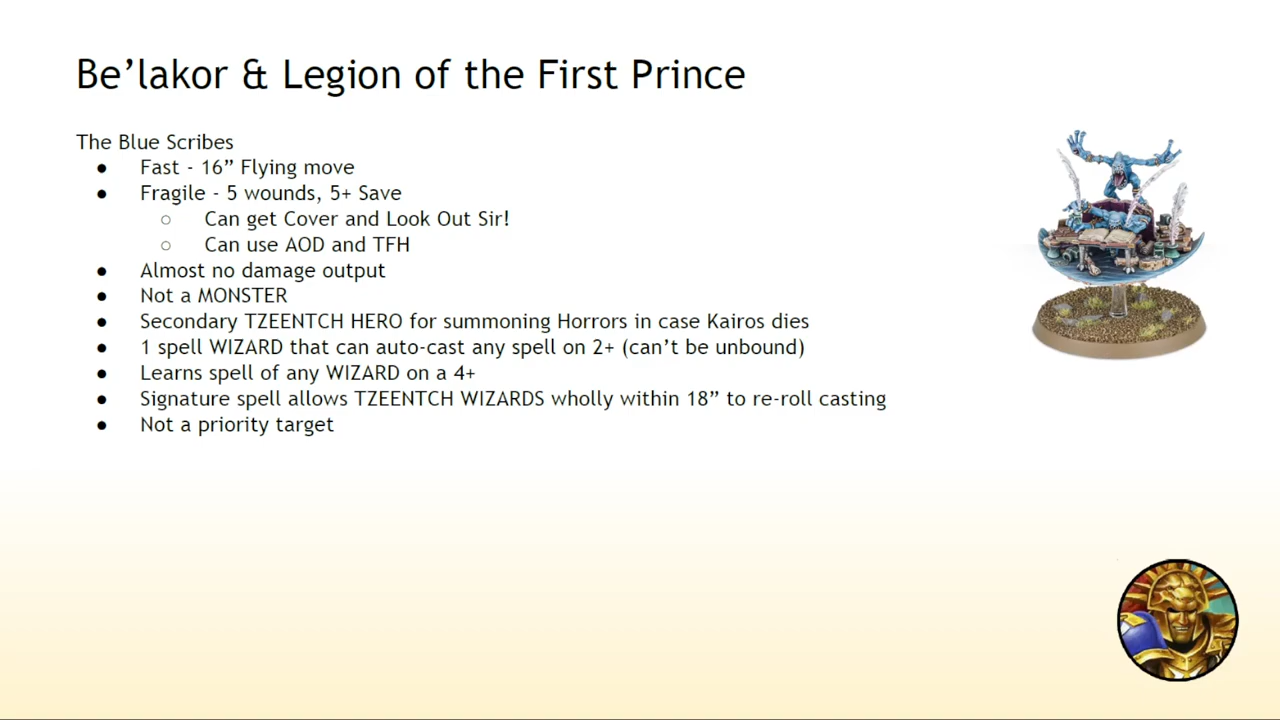 Be’lakor & Legion of the First Prince
The Blue Scribes
● Fast - 16” Flying move
● Fragile - 5 wounds, 5+ Save
○ Can get Cover and Look Out Sir!
○ Can use AOD and TFH
● Almost no damage output
● Not a MONSTER
● Secondary TZEENTCH HERO for summoning Horrors in case Kairos dies
● 1 spell WIZARD that can auto-cast any spell on 2+ (can’t be unbound)
● Learns spell of any WIZARD on a 4+
● Signature spell allows TZEENTCH WIZARDS wholly within 18” to re-roll casting
● Not a priority target